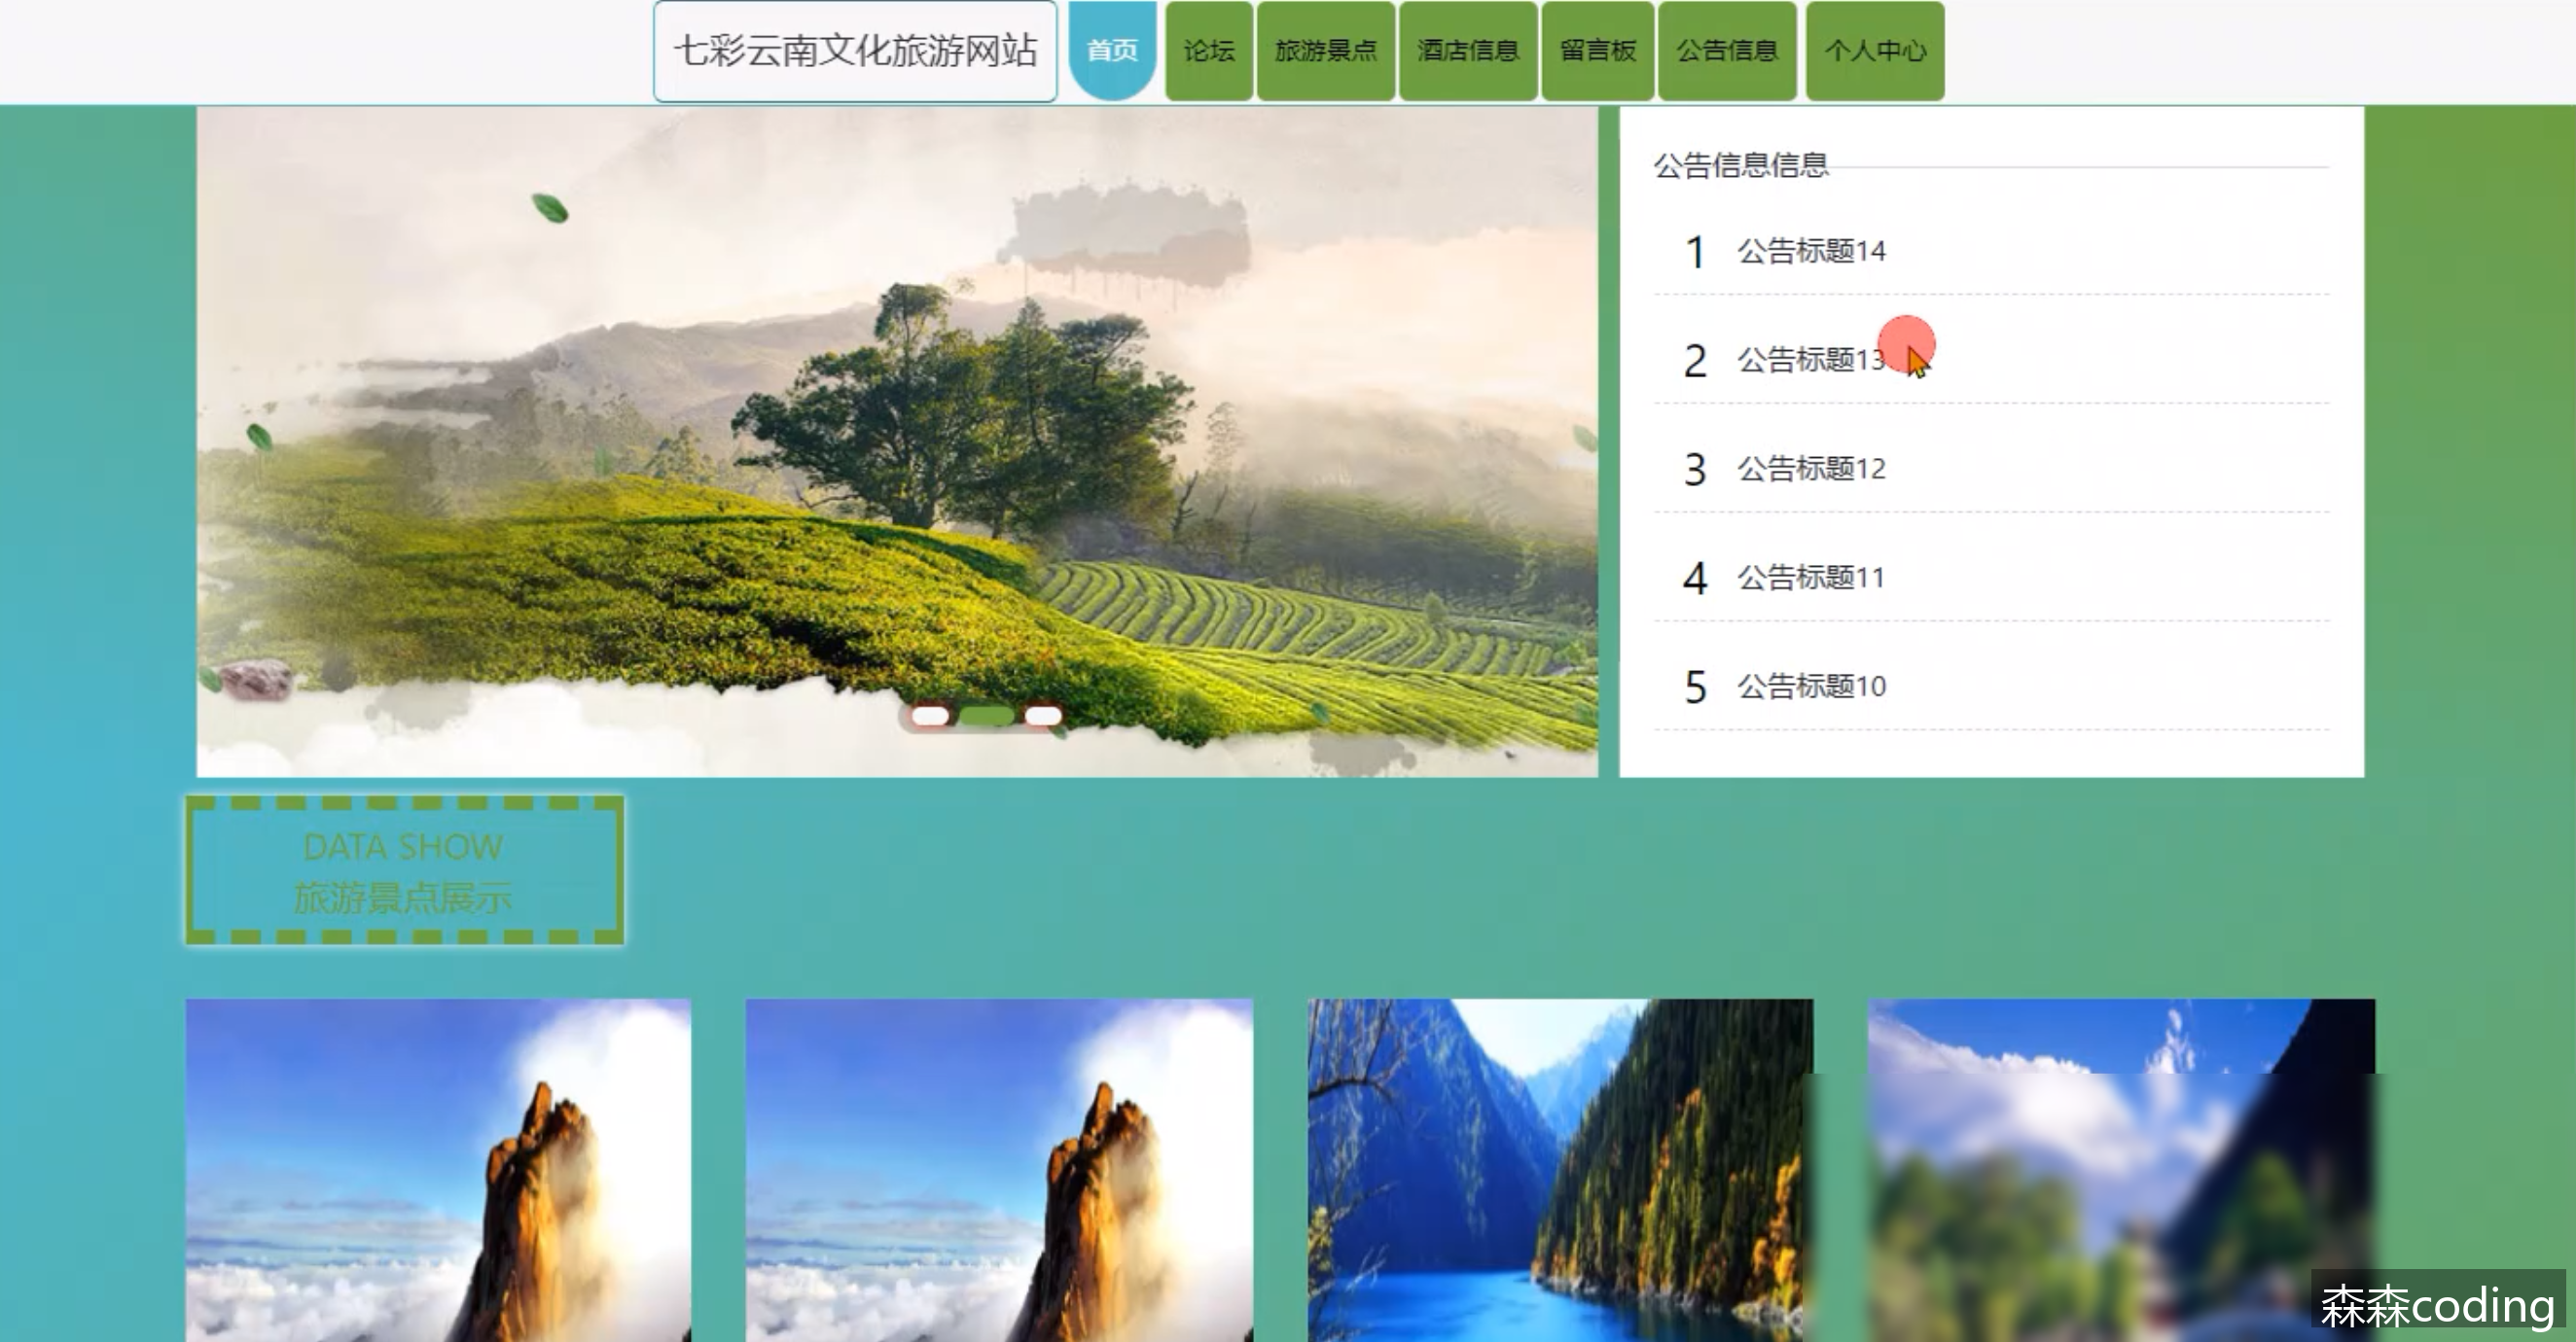 七彩云南文化旅游网站
首页
论坛
旅游景点
酒店信息
留言板
公告信息
个人中心
公告信息信息
1 公告标题14
2 公告标题13
3 公告标题12
4 公告标题11
5 公告标题10
DATA SHOW
旅游景点展示
森森coding